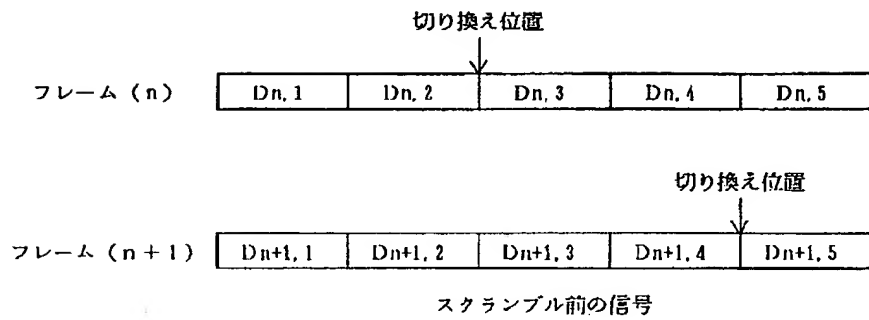 切り換え位置
フレーム (n) Dn, 1 Dn, 2 Dn, 3 Dn, 4 Dn, 5
切り換え位置
フレーム (n+1) Dn+1, 1 Dn+1, 2 Dn+1, 3 Dn+1, 4 Dn+1, 5
スクランブル前の信号